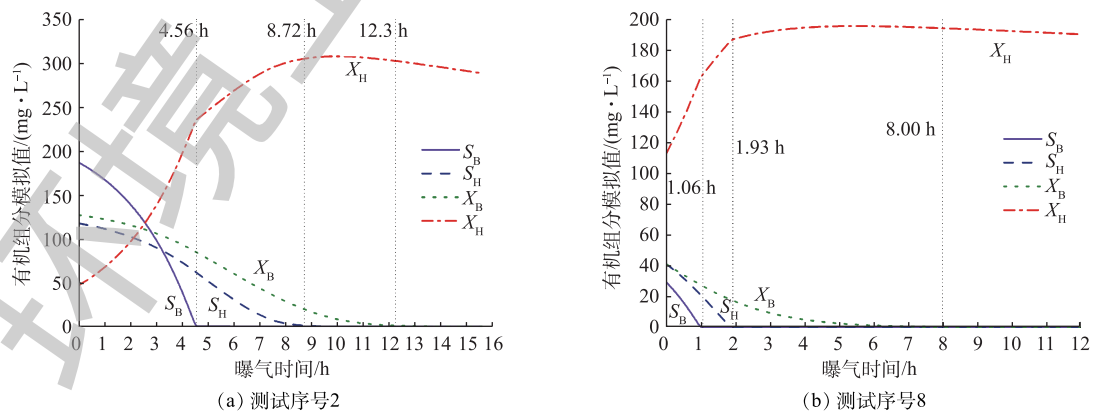 环境工
有机组分模拟值/(mg·L⁻¹)
350
300
250
200
150
100
50
0
4.56 h
8.72 h
12.3 h
X_H
S_B
S_H
X_B
X_H
X_B
S_B
S_H
0 1 2 3 4 5 6 7 8 9 10 11 12 13 14 15 16
曝气时间/h
(a) 测试序号2
有机组分模拟值/(mg·L⁻¹)
200
180
160
140
120
100
80
60
40
20
0
X_H
8.00 h
1.93 h
1.06 h
S_B
S_H
X_B
X_H
X_B
S_H
S_B
0 1 2 3 4 5 6 7 8 9 10 11 12
曝气时间/h
(b) 测试序号8